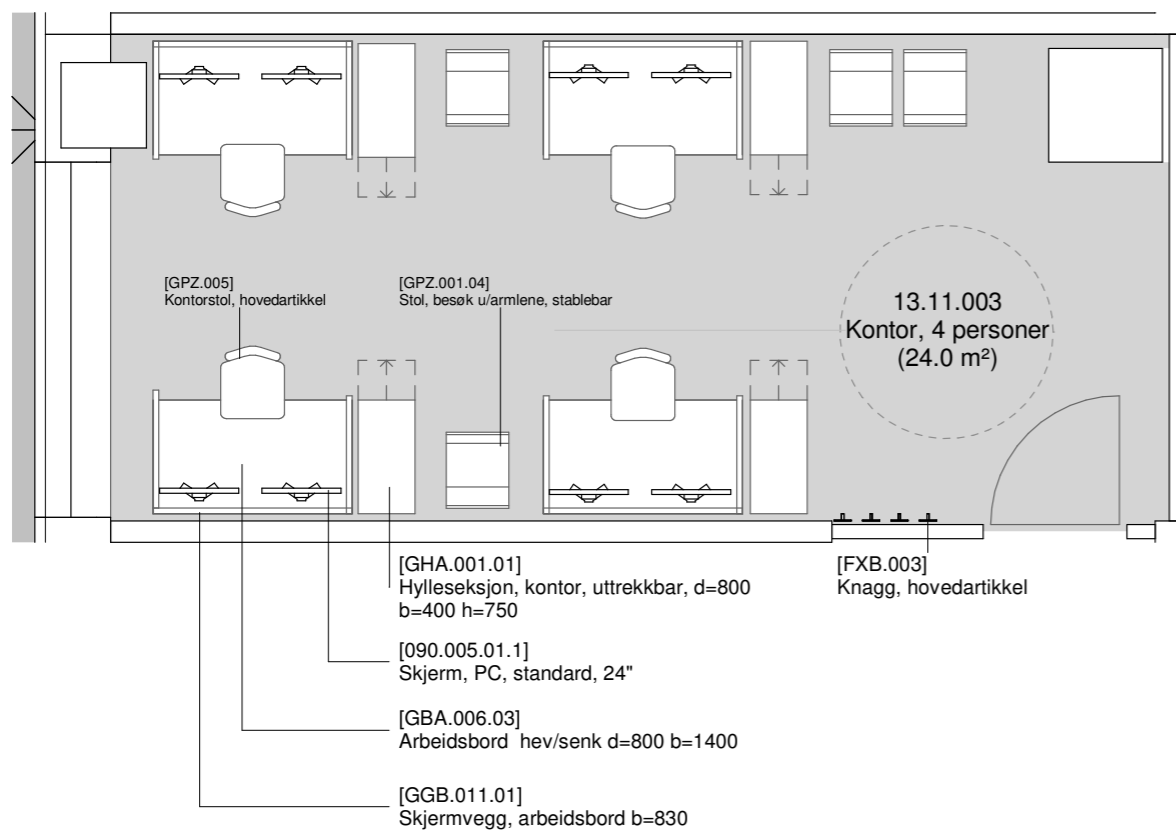 [GPZ.005]
Kontorstol, hovedartikkel
[GPZ.001.04]
Stol, besøk u/armlene, stablebar
13.11.003
Kontor, 4 personer
(24.0 m²)
[GHA.001.01]
Hylleseksjon, kontor, uttrekkbar, d=800
b=400 h=750
[FXB.003]
Knagg, hovedartikkel
[090.005.01.1]
Skjerm, PC, standard, 24"
[GBA.006.03]
Arbeidsbord  hev/senk d=800 b=1400
[GGB.011.01]
Skjermvegg, arbeidsbord b=830